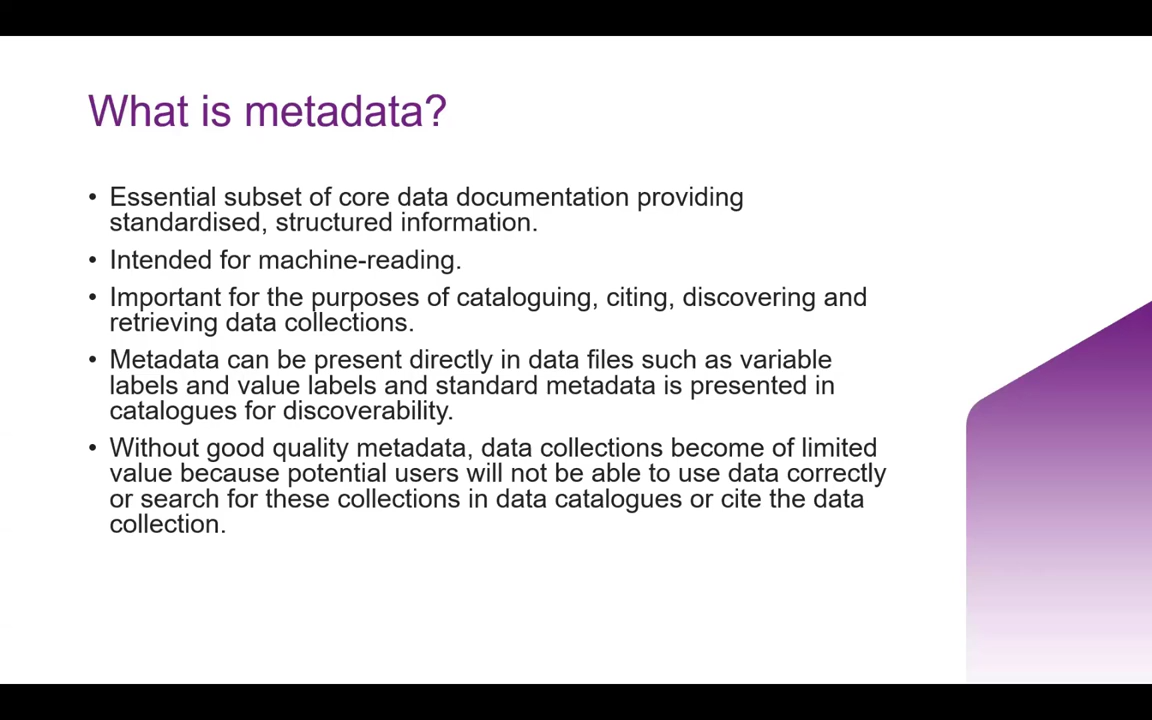 What is metadata?
• Essential subset of core data documentation providing
standardised, structured information.
• Intended for machine-reading.
• Important for the purposes of cataloguing, citing, discovering and
retrieving data collections.
• Metadata can be present directly in data files such as variable
labels and value labels and standard metadata is presented in
catalogues for discoverability.
• Without good quality metadata, data collections become of limited
value because potential users will not be able to use data correctly
or search for these collections in data catalogues or cite the data
collection.